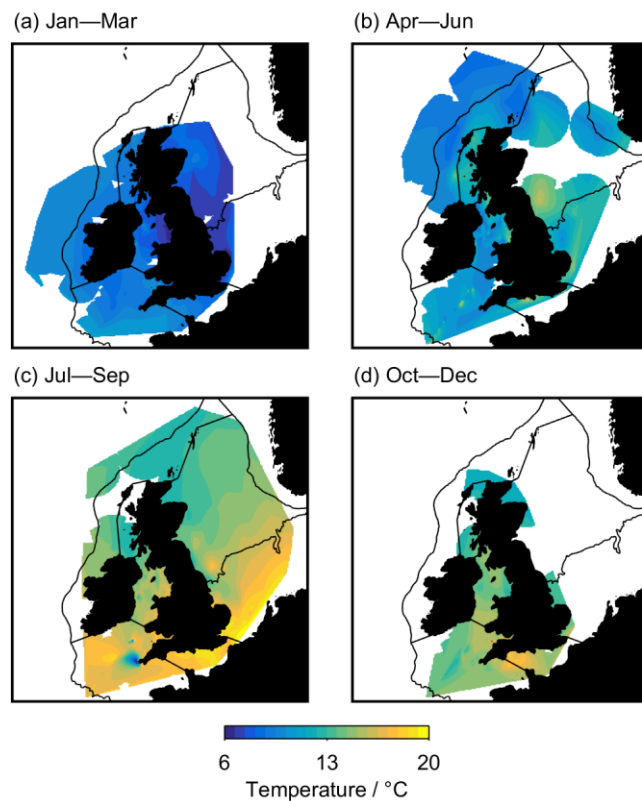 (a) Jan—Mar
(b) Apr—Jun
(c) Jul—Sep
(d) Oct—Dec
6 13 20
Temperature / °C